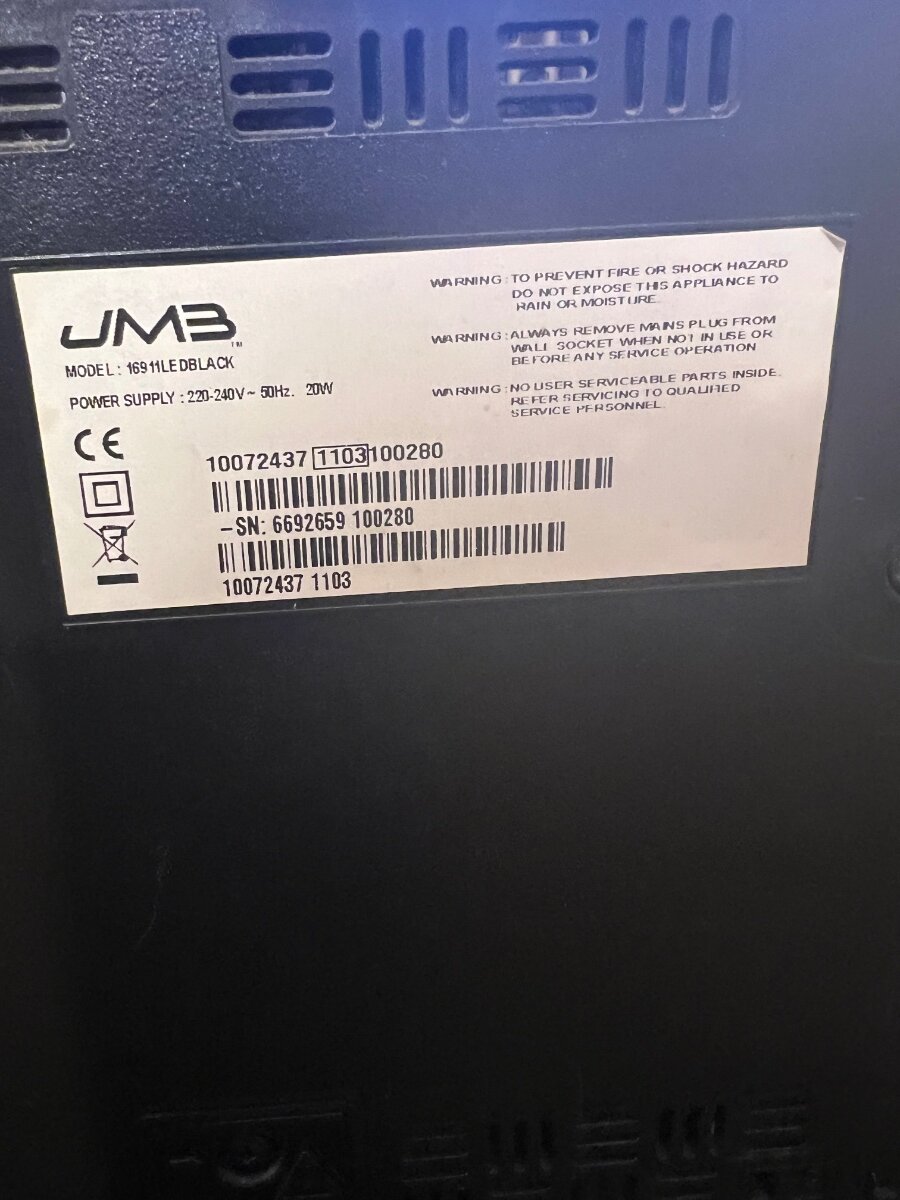 JMB
TM
MODEL : 16911LEDBLACK
POWER SUPPLY : 220-240V ~ 50Hz. 20W
CE
WARNING : TO PREVENT FIRE OR SHOCK HAZARD
DO NOT EXPOSE THIS APPLIANCE TO
RAIN OR MOISTURE.
WARNING : ALWAYS REMOVE MAINS PLUG FROM
WALL SOCKET WHEN NOT IN USE OR
BEFORE ANY SERVICE OPERATION
WARNING : NO USER SERVICEABLE PARTS INSIDE.
REFER SERVICING TO QUALIFIED
SERVICE PERSONNEL.
10072437 1103 100280
–SN: 6692659 100280
10072437 1103